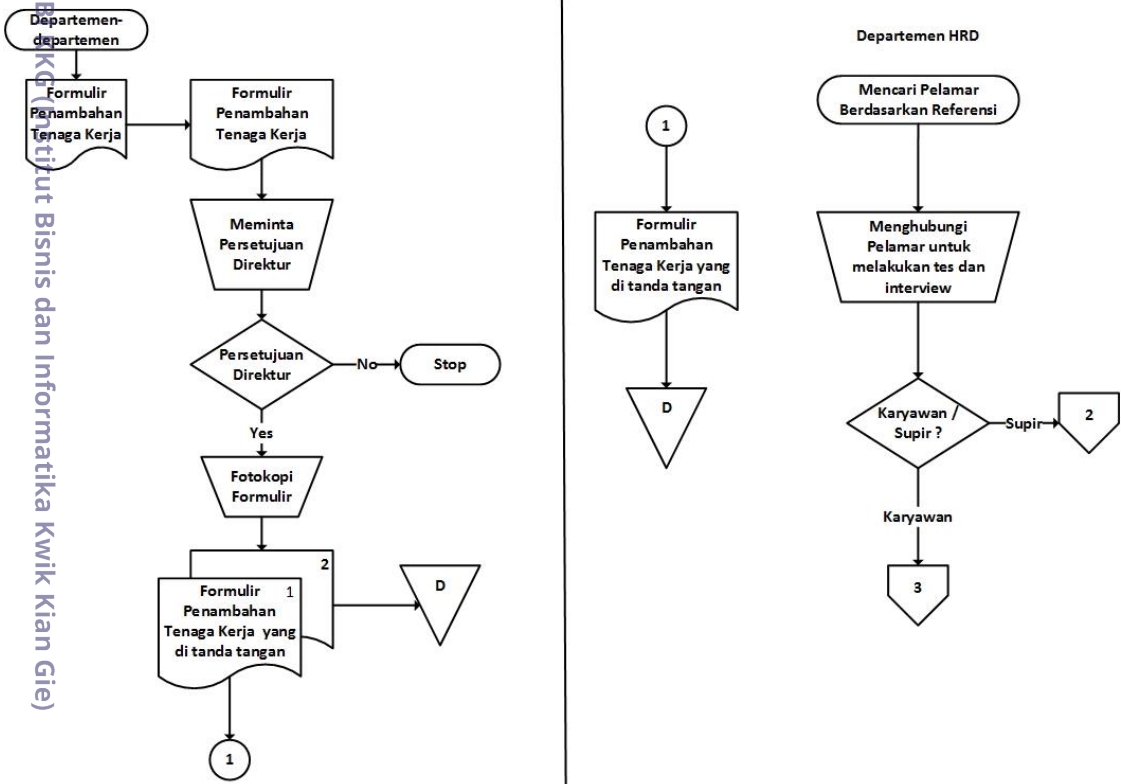 Departemen-
departemen
Formulir
Penambahan
Tenaga Kerja
Formulir
Penambahan
Tenaga Kerja
Meminta
Persetujuan
Direktur
Persetujuan
Direktur
No
Stop
Yes
Fotokopi
Formulir
2
Formulir 1
Penambahan
Tenaga Kerja yang
di tanda tangan
D
1
1
Formulir
Penambahan
Tenaga Kerja yang
di tanda tangan
D
Departemen HRD
Mencari Pelamar
Berdasarkan Referensi
Menghubungi
Pelamar untuk
melakukan tes dan
interview
Karyawan /
Supir ?
Supir
2
Karyawan
3
KKG (Institut Bisnis dan Informatika Kwik Kian Gie)